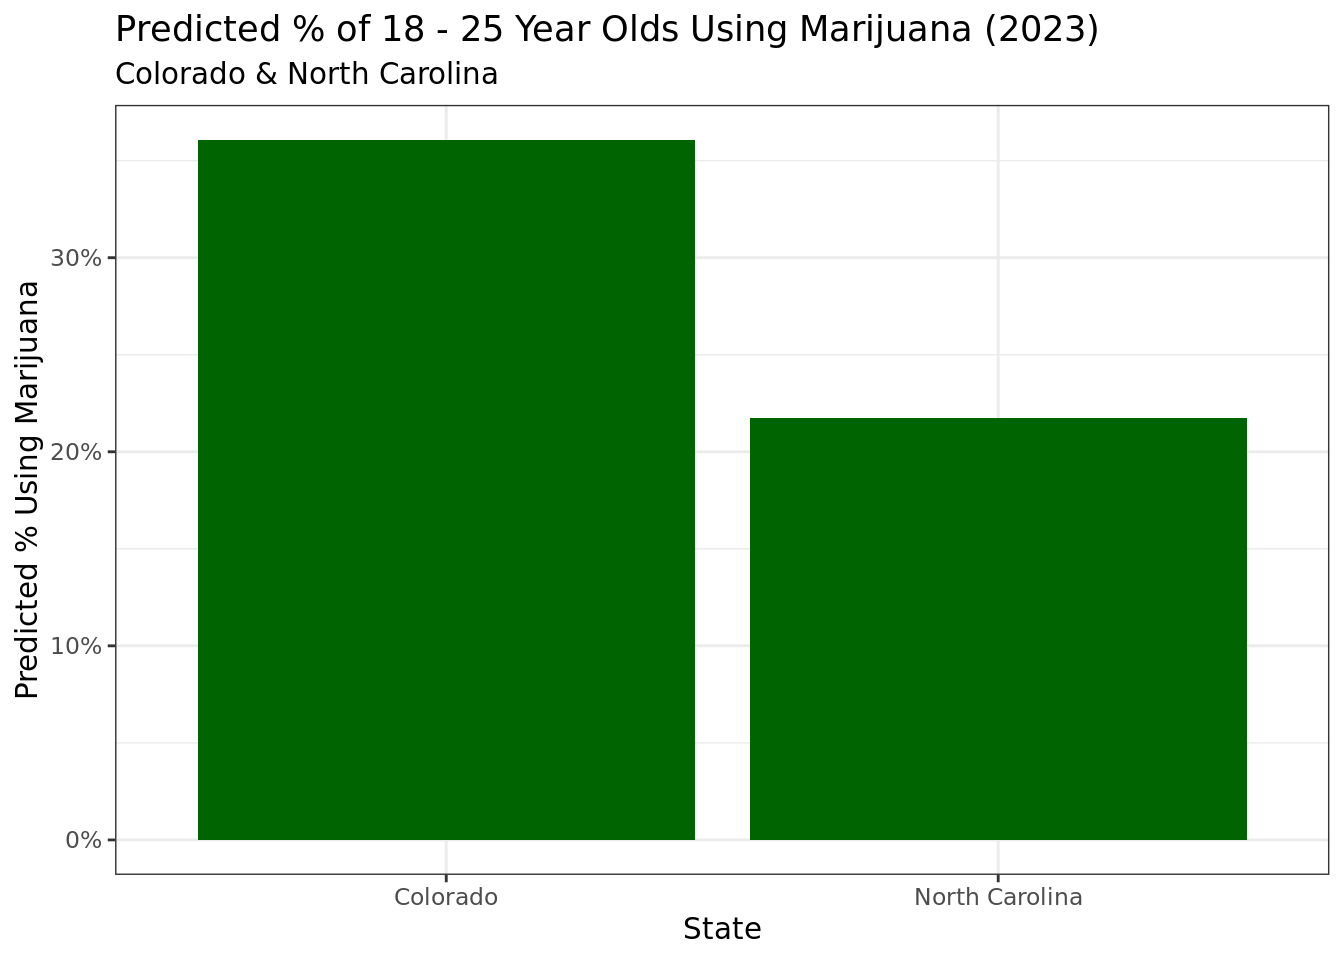 Predicted % of 18 - 25 Year Olds Using Marijuana (2023)
Colorado & North Carolina
Predicted % Using Marijuana
30%
20%
10%
0%
Colorado
North Carolina
State